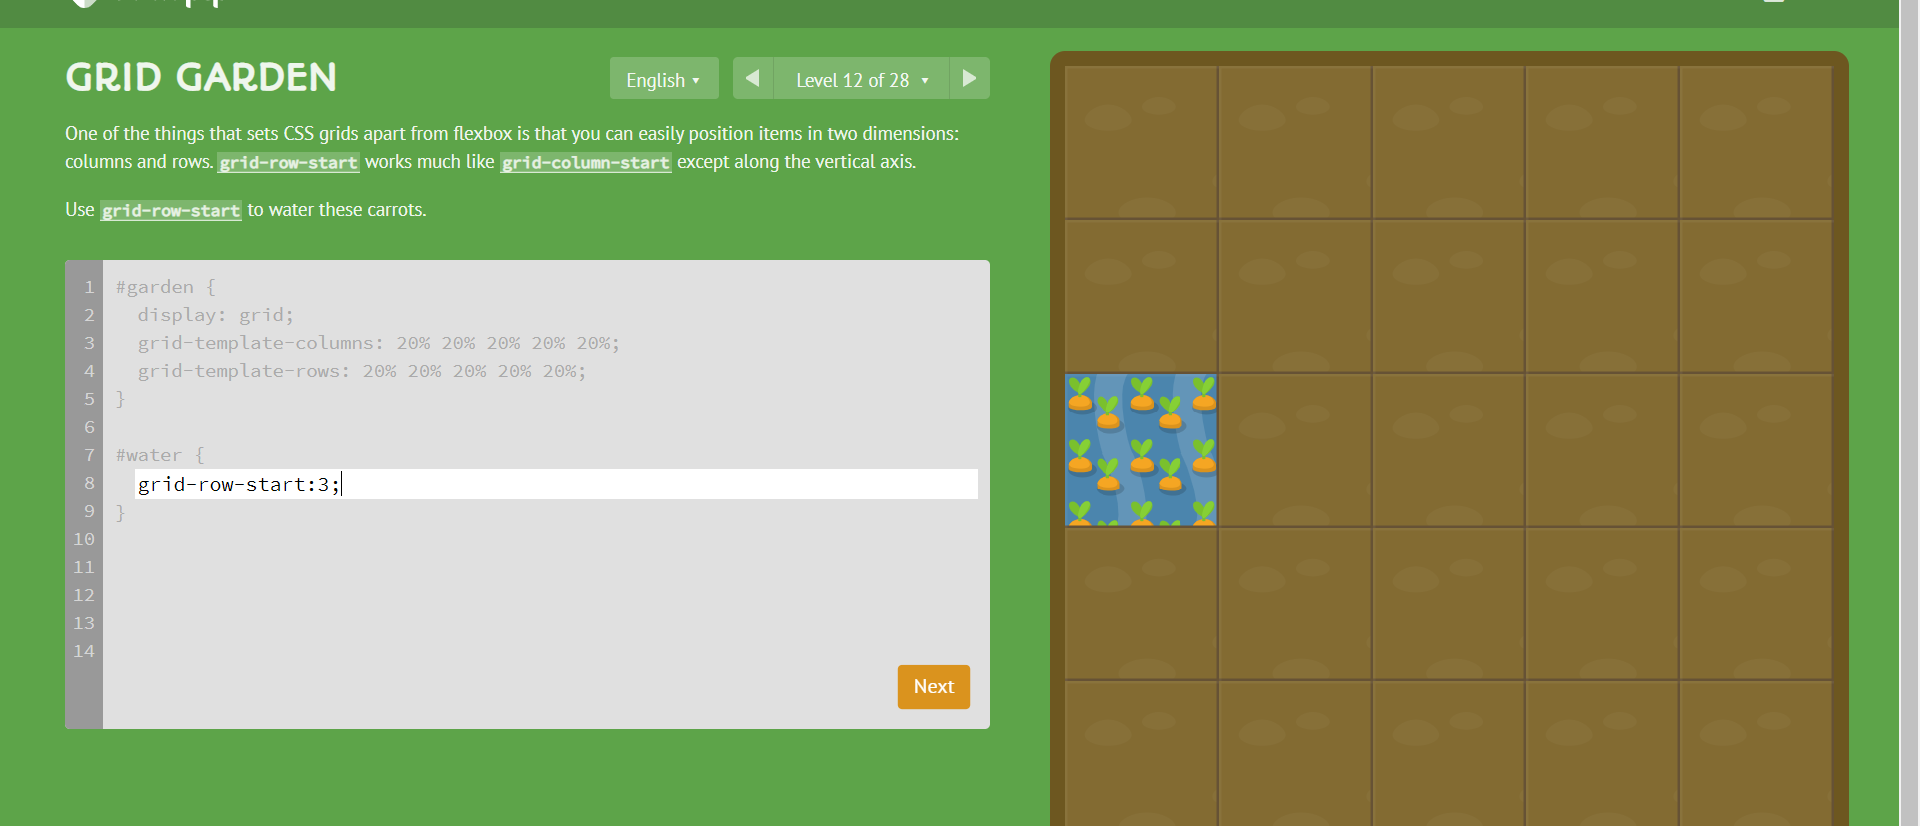 GRID GARDEN
English ▾
◀ Level 12 of 28 ▾ ▶
One of the things that sets CSS grids apart from flexbox is that you can easily position items in two dimensions:
columns and rows. grid-row-start works much like grid-column-start except along the vertical axis.
Use grid-row-start to water these carrots.
1 #garden {
2 display: grid;
3 grid-template-columns: 20% 20% 20% 20% 20%;
4 grid-template-rows: 20% 20% 20% 20% 20%;
5 }
6
7 #water {
8 grid-row-start:3;
9 }
10
11
12
13
14
Next